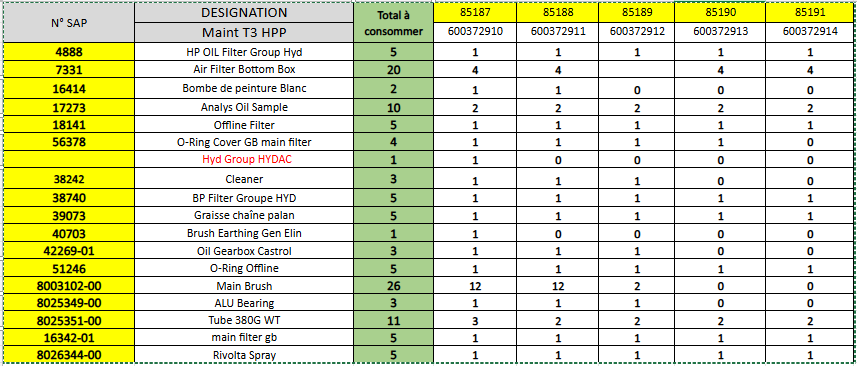 N° SAP DESIGNATION Total à consommer 85187 85188 85189 85190 85191
Maint T3 HPP 600372910 600372911 600372912 600372913 600372914
4888 HP OIL Filter Group Hyd 5 1 1 1 1 1
7331 Air Filter Bottom Box 20 4 4 4 4
16414 Bombe de peinture Blanc 2 1 1 0 0 0
17273 Analys Oil Sample 10 2 2 2 2 2
18141 Offline Filter 5 1 1 1 1 1
56378 O-Ring Cover GB main filter 4 1 1 1 1 0
Hyd Group HYDAC 1 1 0 0 0 0
38242 Cleaner 3 1 1 1 0 0
38740 BP Filter Groupe HYD 5 1 1 1 1 1
39073 Graisse chaîne palan 5 1 1 1 1 1
40703 Brush Earthing Gen Elin 1 1 0 0 0 0
42269-01 Oil Gearbox Castrol 3 1 1 1 0 0
51246 O-Ring Offline 5 1 1 1 1 1
8003102-00 Main Brush 26 12 12 2 0 0
8025349-00 ALU Bearing 3 1 1 1 0 0
8025351-00 Tube 380G WT 11 3 2 2 2 2
16342-01 main filter gb 5 1 1 1 1 1
8026344-00 Rivolta Spray 5 1 1 1 1 1